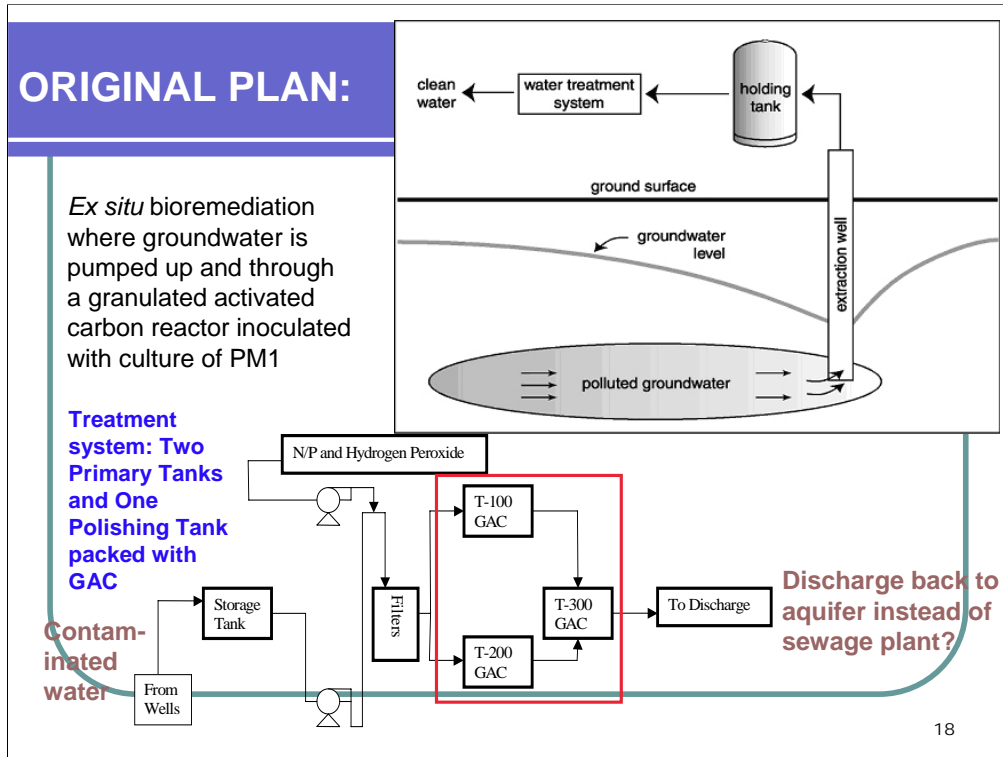 ORIGINAL PLAN:
clean
water
water treatment
system
holding
tank
ground surface
groundwater
level
extraction well
polluted groundwater
Ex situ bioremediation
where groundwater is
pumped up and through
a granulated activated
carbon reactor inoculated
with culture of PM1
Treatment
system: Two
Primary Tanks
and One
Polishing Tank
packed with
GAC
N/P and Hydrogen Peroxide
T-100
GAC
Filters
T-300
GAC
T-200
GAC
To Discharge
Discharge back to
aquifer instead of
sewage plant?
Storage
Tank
Contam-
inated
water
From
Wells
18